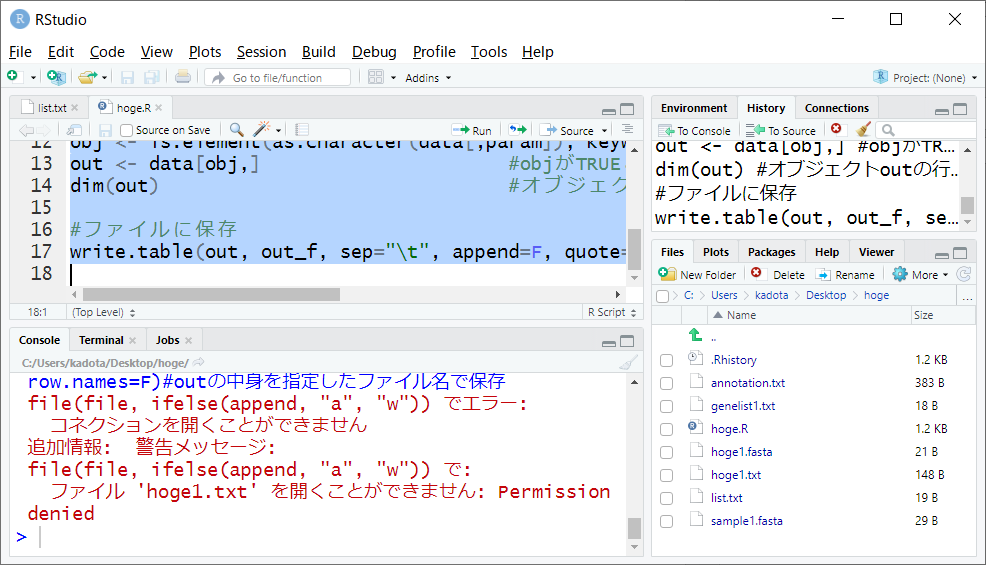 RStudio
File Edit Code View Plots Session Build Debug Profile Tools Help
Go to file/function Addins Project: (None)
list.txt hoge.R
Source on Save Run Source
13 out <- data[obj,] #objがTRUE
14 dim(out) #オブジェク
15
16 #ファイルに保存
17 write.table(out, out_f, sep="\t", append=F, quote=
18
18:1 (Top Level) R Script
Console Terminal Jobs
C:/Users/kadota/Desktop/hoge/
row.names=F)#outの中身を指定したファイル名で保存
file(file, ifelse(append, "a", "w")) でエラー:
コネクションを開くことができません
追加情報: 警告メッセージ:
file(file, ifelse(append, "a", "w")) で:
ファイル 'hoge1.txt' を開くことができません: Permission
denied
>
Environment History Connections
To Console To Source
out <- data[obj,] #objがTR...
dim(out) #オブジェクトoutの行...
#ファイルに保存
write.table(out, out_f, se...
Files Plots Packages Help Viewer
New Folder Delete Rename More
C: Users kadota Desktop hoge ...
Name Size
..
.Rhistory 1.2 KB
annotation.txt 383 B
genelist1.txt 18 B
hoge.R 1.2 KB
hoge1.fasta 21 B
hoge1.txt 148 B
list.txt 19 B
sample1.fasta 29 B